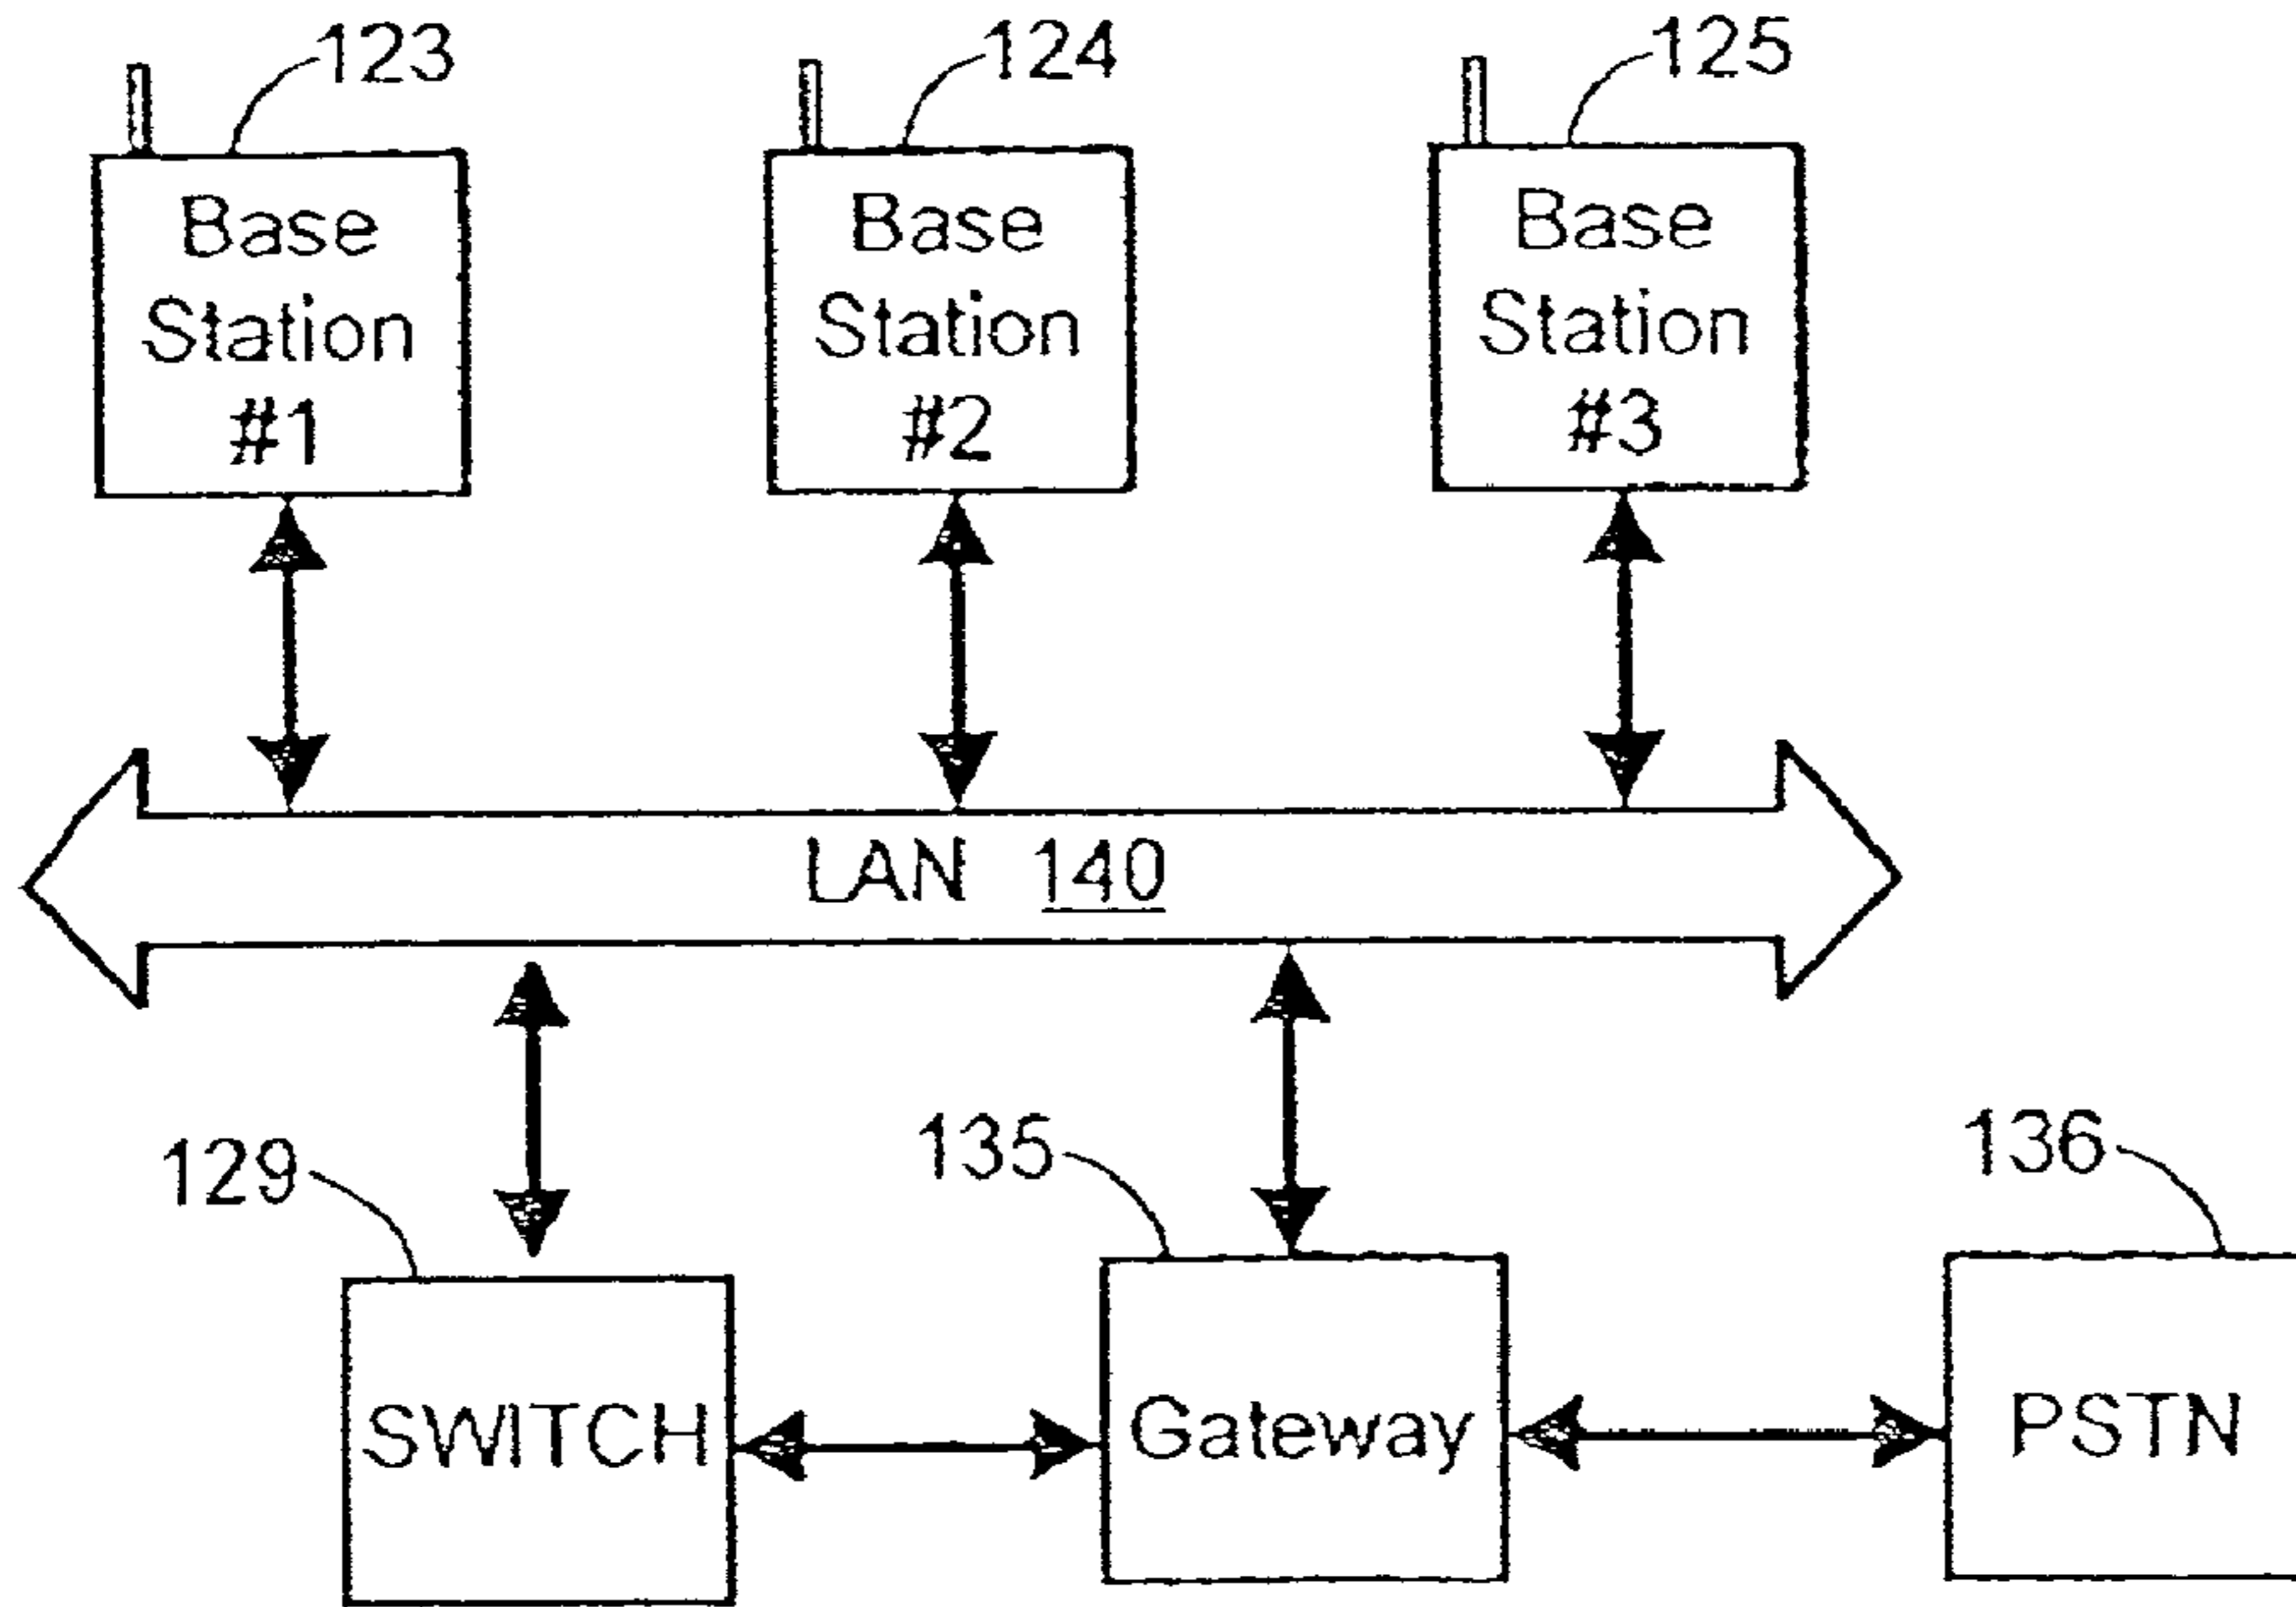 123
124
125
Base
Station
#1
Base
Station
#2
Base
Station
#3
LAN 140
129
135
136
SWITCH
Gateway
PSTN